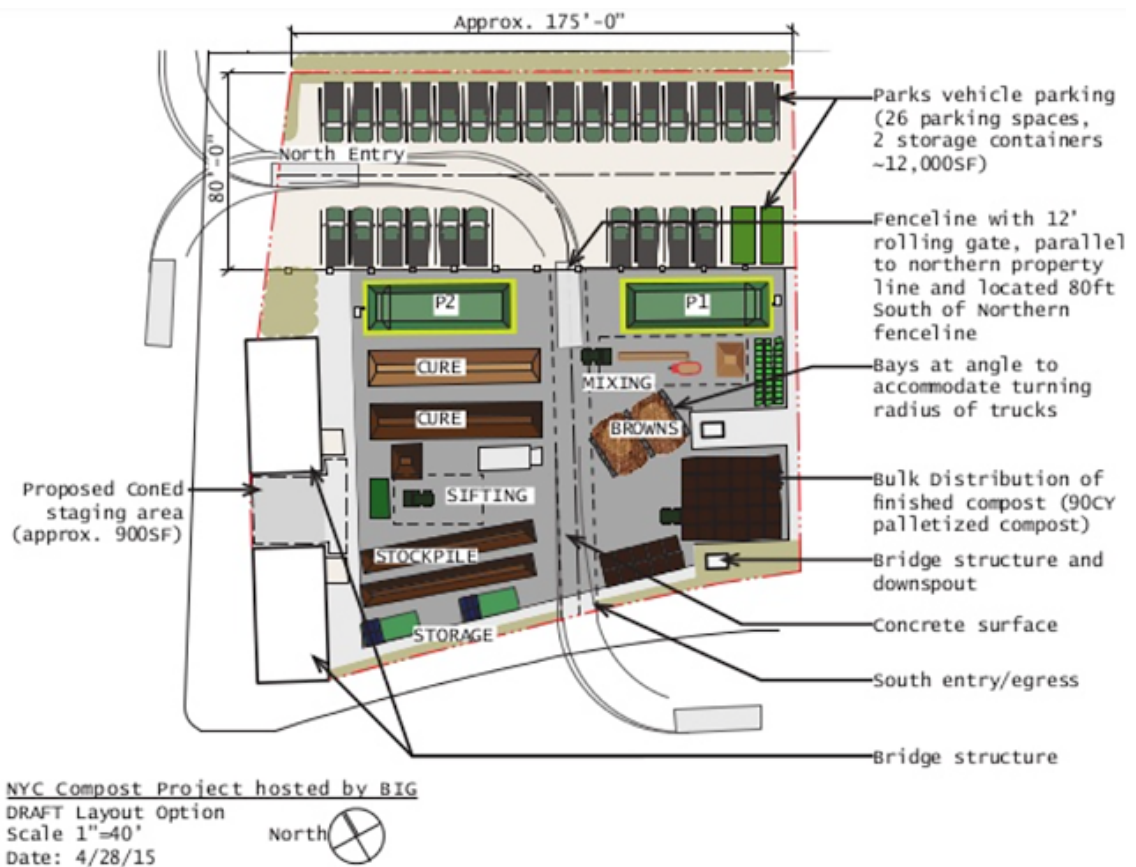 Approx. 175'-0"
80'-0"
North Entry
Parks vehicle parking
(26 parking spaces,
2 storage containers
~12,000SF)
Fenceline with 12'
rolling gate, parallel
to northern property
line and located 80ft
South of Northern
fenceline
P2
P1
CURE
MIXING
Bays at angle to
accommodate turning
radius of trucks
CURE
BROWNS
Proposed ConEd
staging area
(approx. 900SF)
SIFTING
Bulk Distribution of
finished compost (90CY
palletized compost)
STOCKPILE
Bridge structure and
downspout
STORAGE
Concrete surface
South entry/egress
Bridge structure
NYC Compost Project hosted by BIG
DRAFT Layout Option
Scale 1"=40'
North
Date: 4/28/15